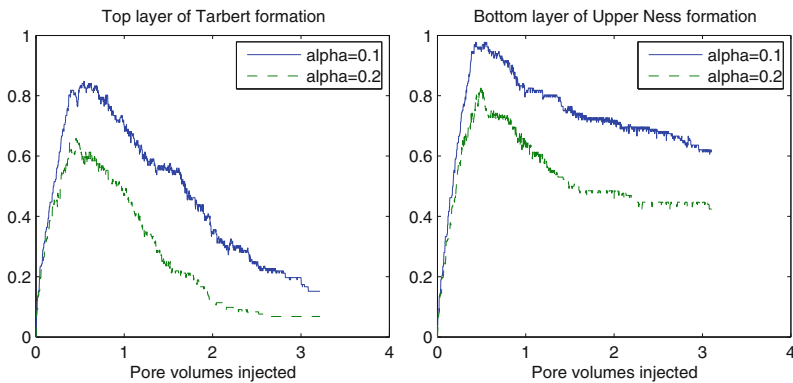 Top layer of Tarbert formation
1
0.8
0.6
0.4
0.2
0
0 1 2 3 4
Pore volumes injected
alpha=0.1
alpha=0.2
Bottom layer of Upper Ness formation
1
0.8
0.6
0.4
0.2
0
0 1 2 3 4
Pore volumes injected
alpha=0.1
alpha=0.2